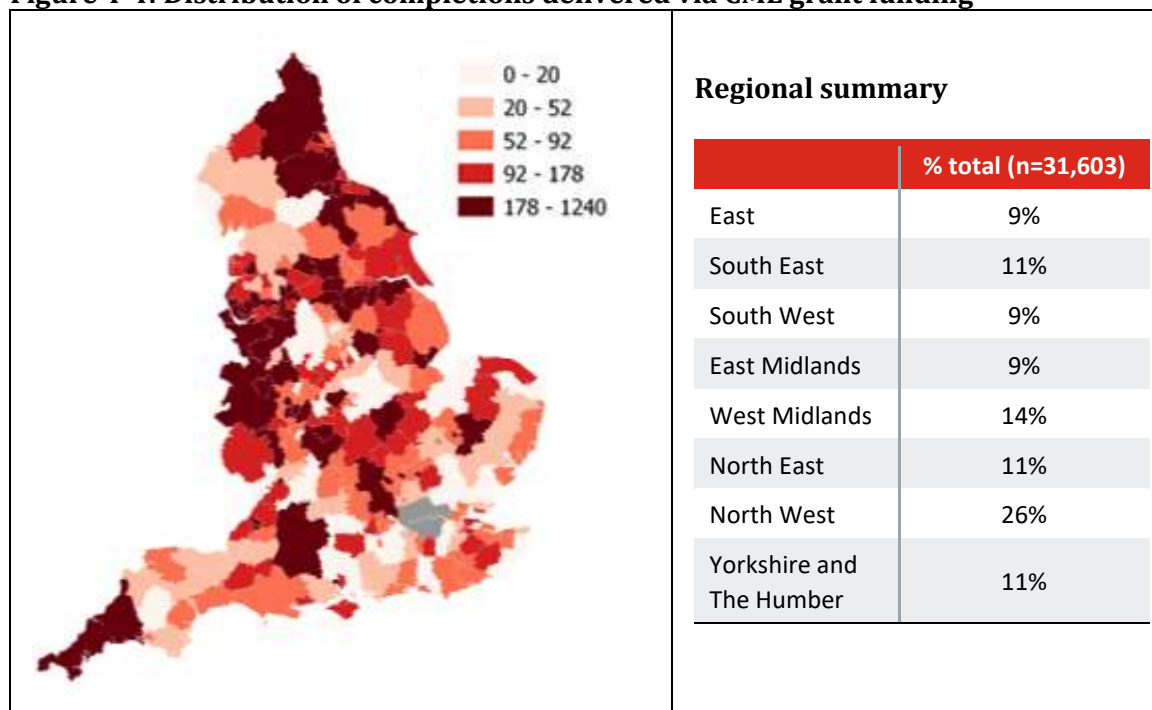 0 - 20
20 - 52
52 - 92
92 - 178
178 - 1240
Regional summary
% total (n=31,603)
East 9%
South East 11%
South West 9%
East Midlands 9%
West Midlands 14%
North East 11%
North West 26%
Yorkshire and
The Humber 11%